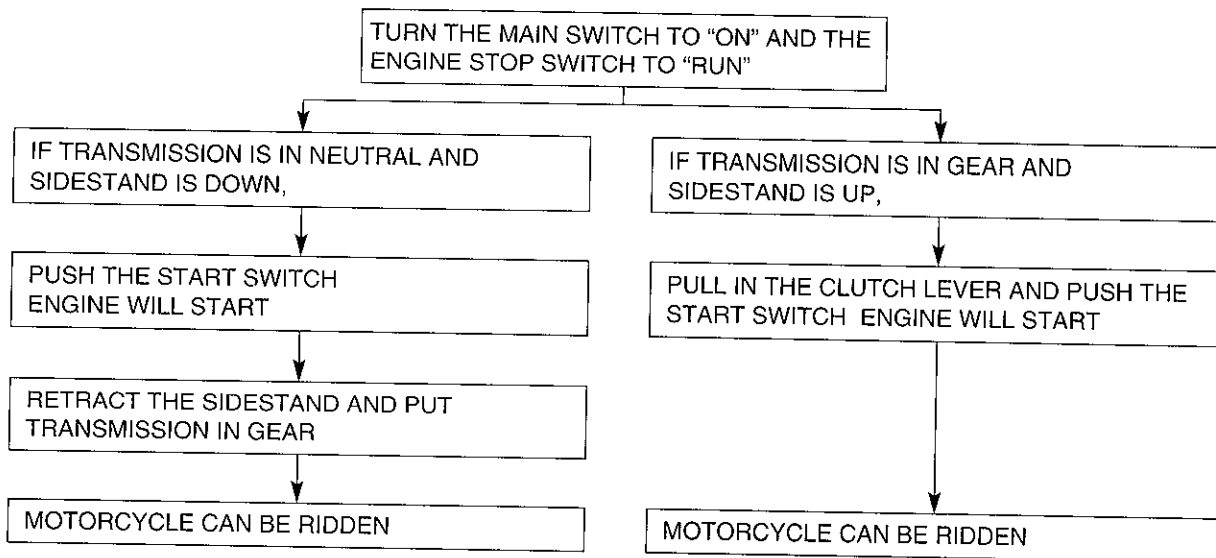 TURN THE MAIN SWITCH TO “ON” AND THE
ENGINE STOP SWITCH TO “RUN”
IF TRANSMISSION IS IN NEUTRAL AND
SIDESTAND IS DOWN,
PUSH THE START SWITCH
ENGINE WILL START
RETRACT THE SIDESTAND AND PUT
TRANSMISSION IN GEAR
MOTORCYCLE CAN BE RIDDEN
IF TRANSMISSION IS IN GEAR AND
SIDESTAND IS UP,
PULL IN THE CLUTCH LEVER AND PUSH THE
START SWITCH ENGINE WILL START
MOTORCYCLE CAN BE RIDDEN